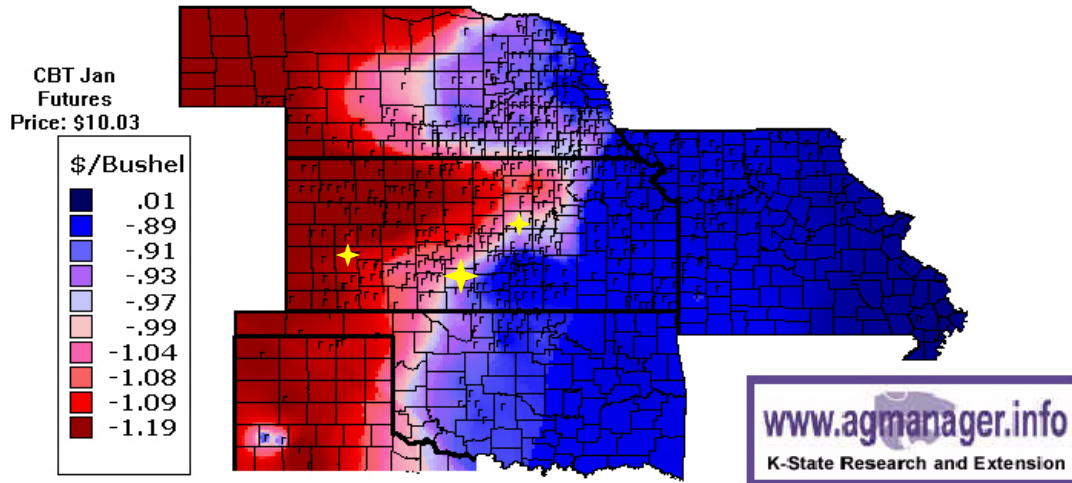 CBT Jan
Futures
Price: $10.03
$/Bushel
.01
-.89
-.91
-.93
-.97
-.99
-1.04
-1.08
-1.09
-1.19
www.agmanager.info
K-State Research and Extension